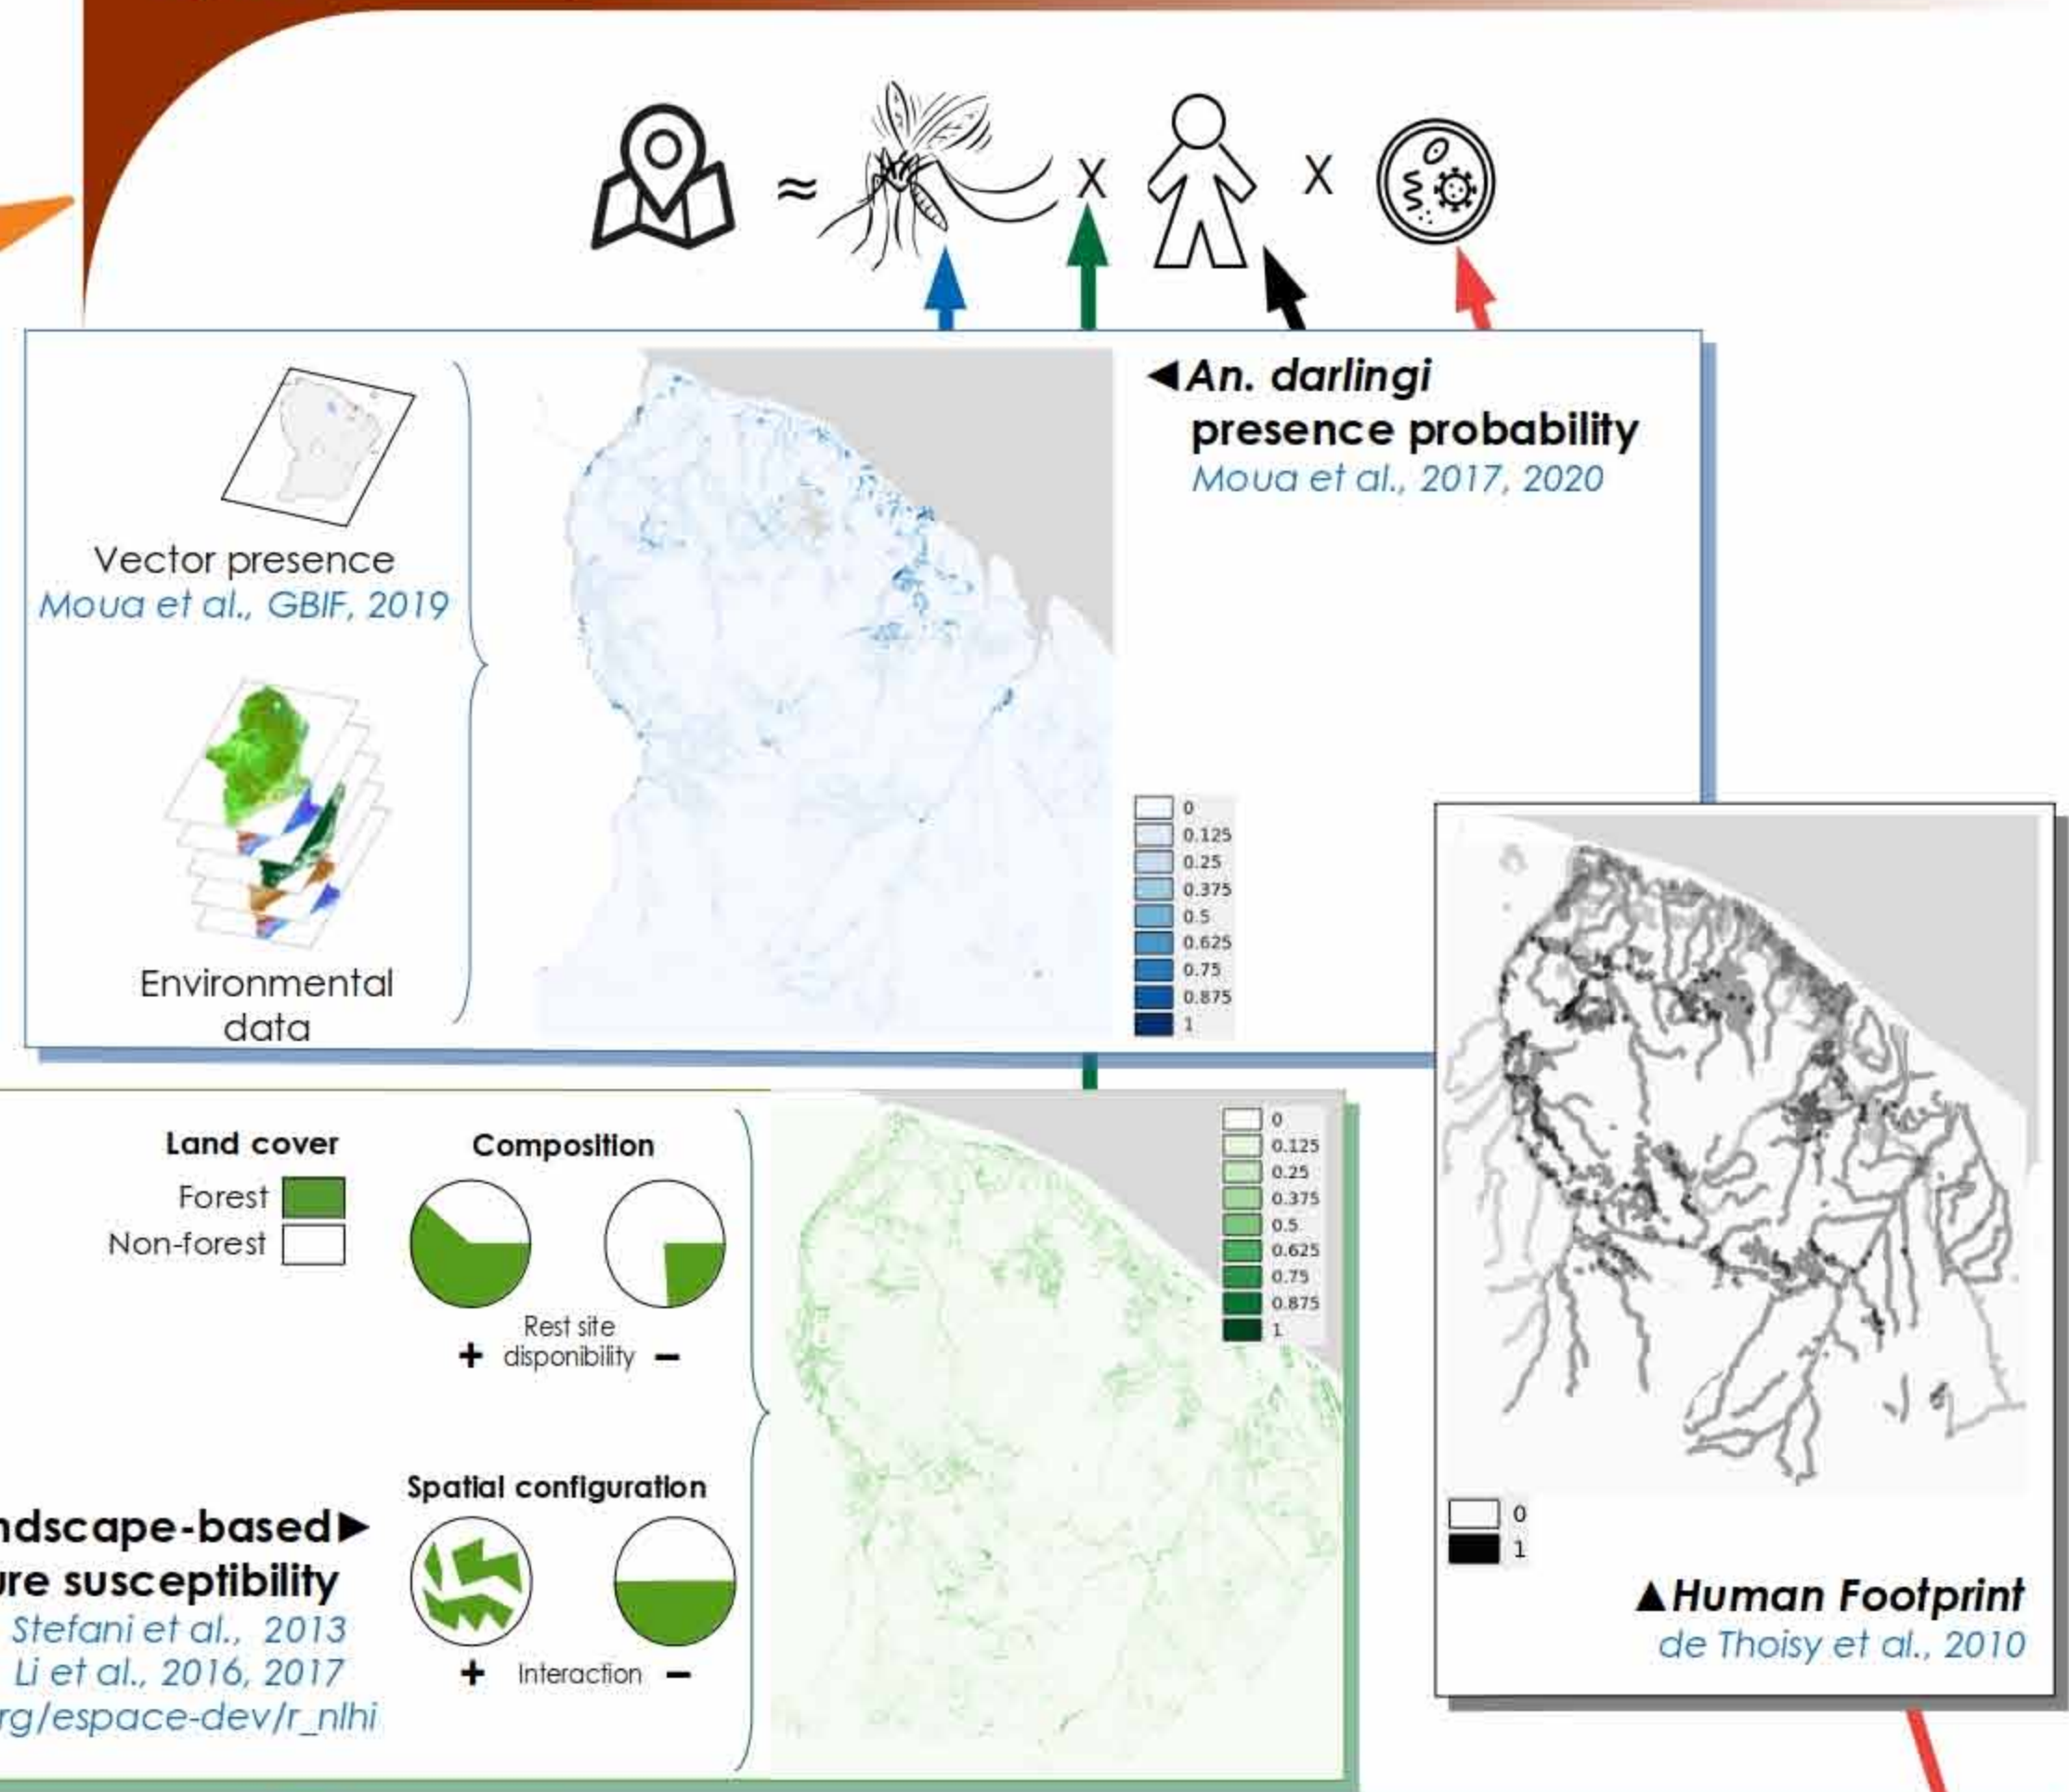 ≈ X X
◄An. darlingi
presence probability
Moua et al., 2017, 2020
Vector presence
Moua et al., GBIF, 2019
Environmental
data
0
0.125
0.25
0.375
0.5
0.625
0.75
0.875
1
Land cover
Forest
Non-forest
Composition
Rest site
+ disponibility −
Spatial configuration
+ Interaction −
ndscape-based►
ure susceptibility
Stefani et al., 2013
Li et al., 2016, 2017
rg/espace-dev/r_nlhi
0
0.125
0.25
0.375
0.5
0.625
0.75
0.875
1
0
1
▲Human Footprint
de Thoisy et al., 2010